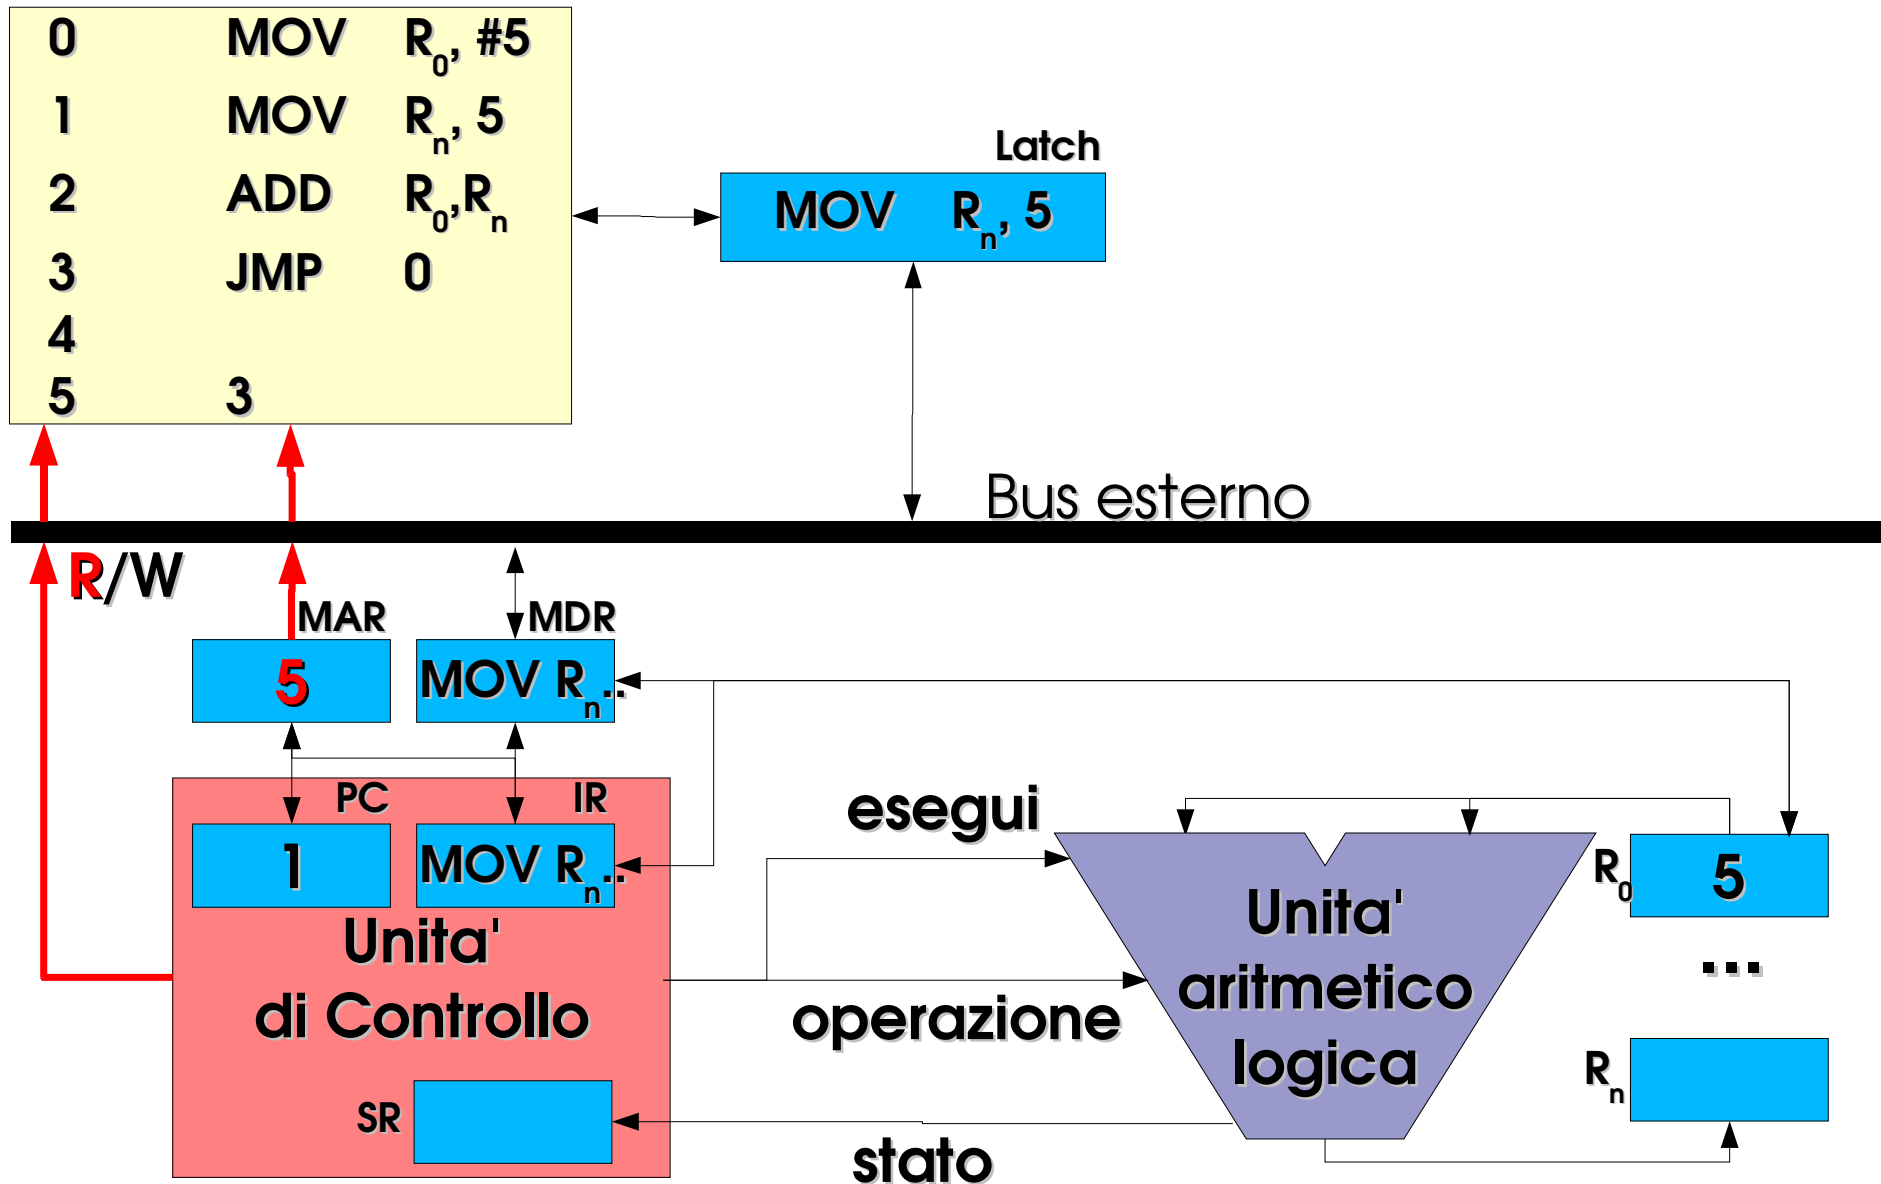 0 MOV R0, #5
1 MOV Rn, 5
2 ADD R0,Rn
3 JMP 0
4
5 3
Latch
MOV Rn, 5
Bus esterno
R/W
MAR
5
MDR
MOV Rn..
PC
1
IR
MOV Rn..
Unita'
di Controllo
SR
esegui
operazione
stato
Unita'
aritmetico
logica
R0
5
...
Rn